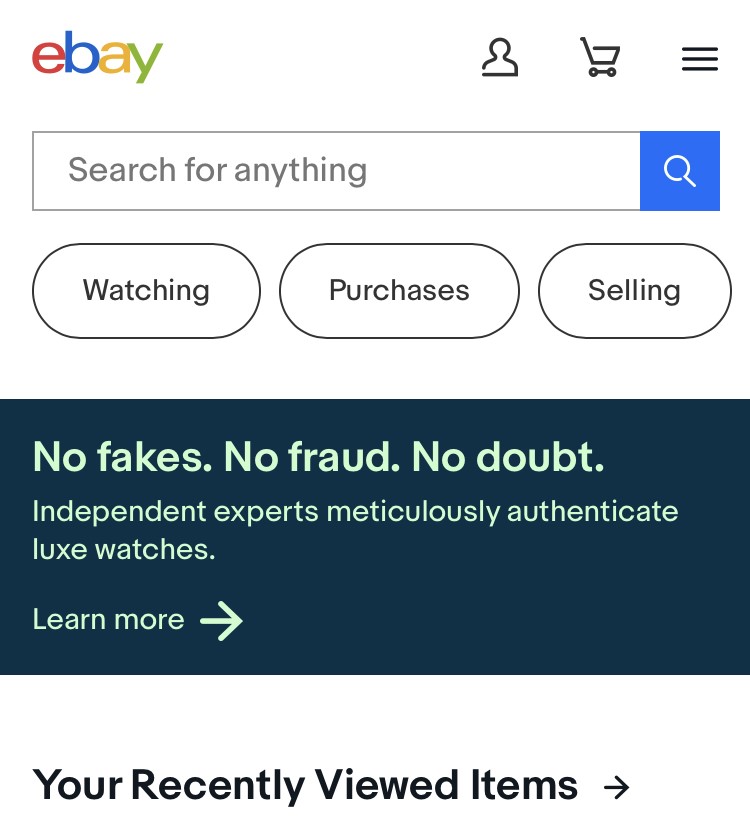 ebay
Search for anything
Watching
Purchases
Selling
No fakes. No fraud. No doubt.
Independent experts meticulously authenticate
luxe watches.
Learn more
Your Recently Viewed Items